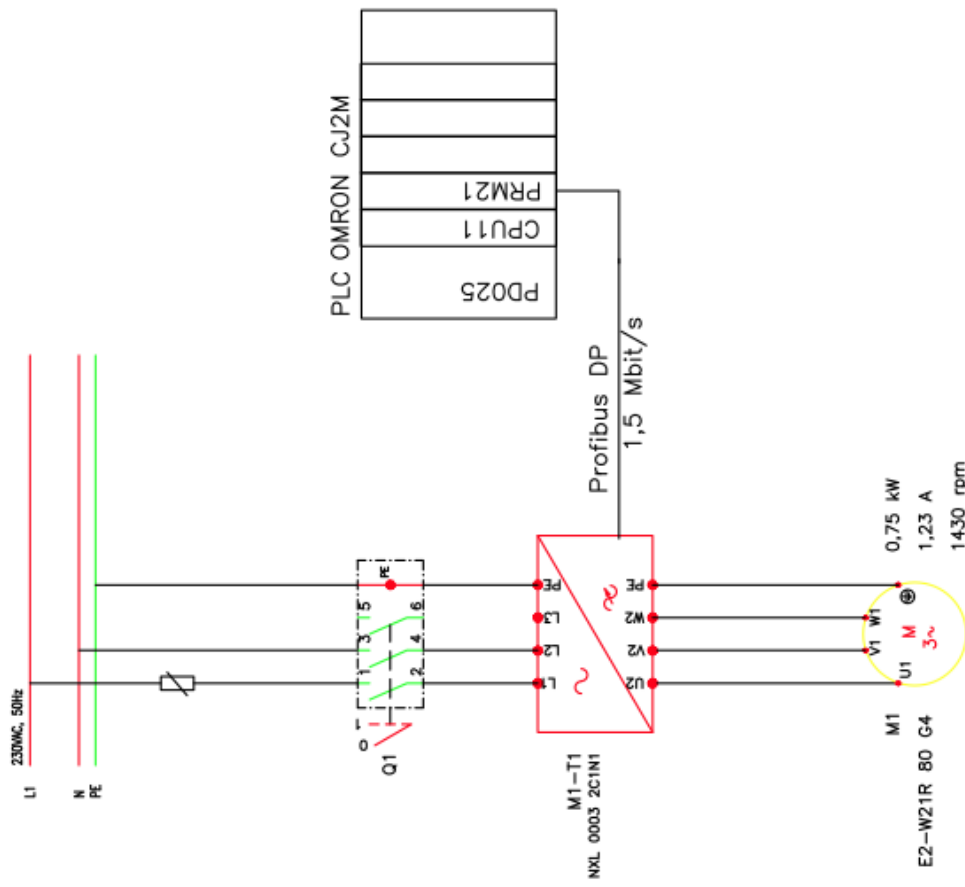 PLC OMRON CJ2M
PD025
CPU11
PRM21
230VAC, 50Hz
L1
N
PE
Profibus DP
1,5 Mbit/s
Q1
0
1
1
3
5
PE
2
4
6
M1-T1
NXL 0003 2C1N1
L1
L2
L3
PE
U2
V2
W2
PE
M1
E2-W21R 80 G4
U1
V1
W1
M
3~
0,75 kW
1,23 A
1430 rpm